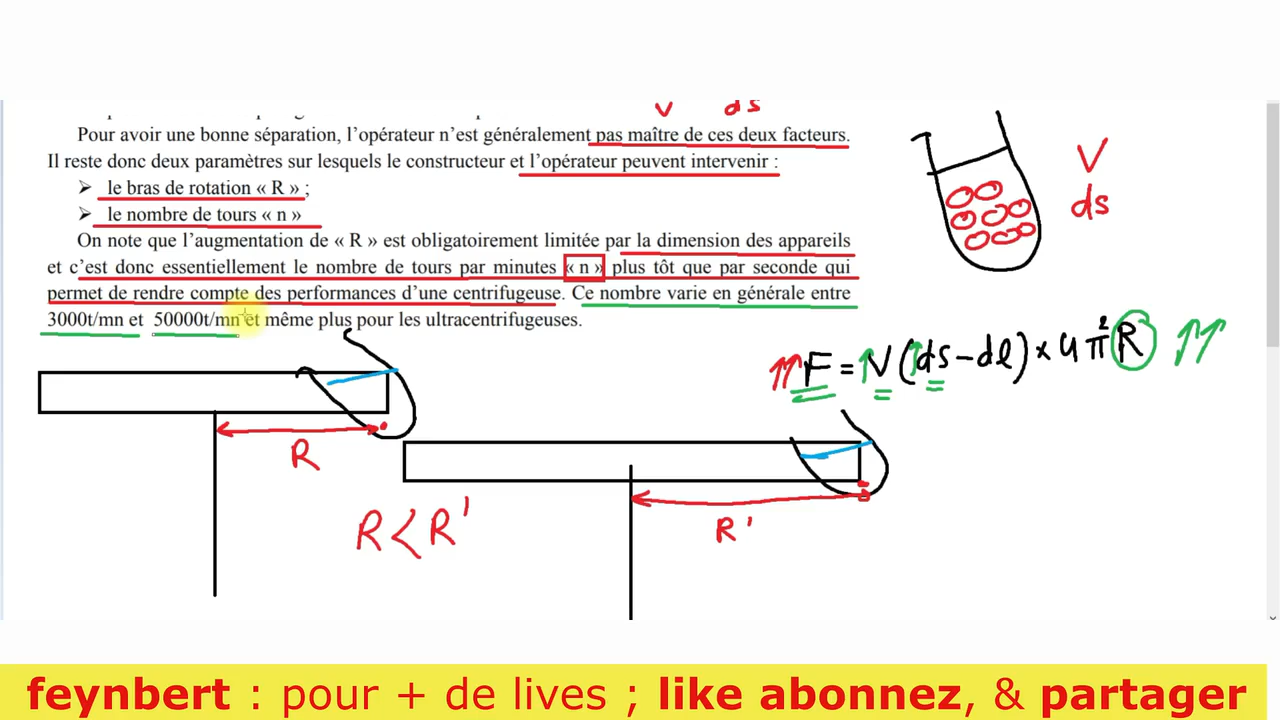 V ds
Pour avoir une bonne séparation, l'opérateur n'est généralement pas maître de ces deux facteurs.
Il reste donc deux paramètres sur lesquels le constructeur et l'opérateur peuvent intervenir :
➢ le bras de rotation « R » ;
➢ le nombre de tours « n »
On note que l'augmentation de « R » est obligatoirement limitée par la dimension des appareils
et c'est donc essentiellement le nombre de tours par minutes « n » plus tôt que par seconde qui
permet de rendre compte des performances d'une centrifugeuse. Ce nombre varie en générale entre
3000t/mn et 50000t/mn et même plus pour les ultracentrifugeuses.
V
ds
F = V (ds-dl) × 4 π² R
R
R < R'
R'
feynbert : pour + de lives ; like abonnez, & partager